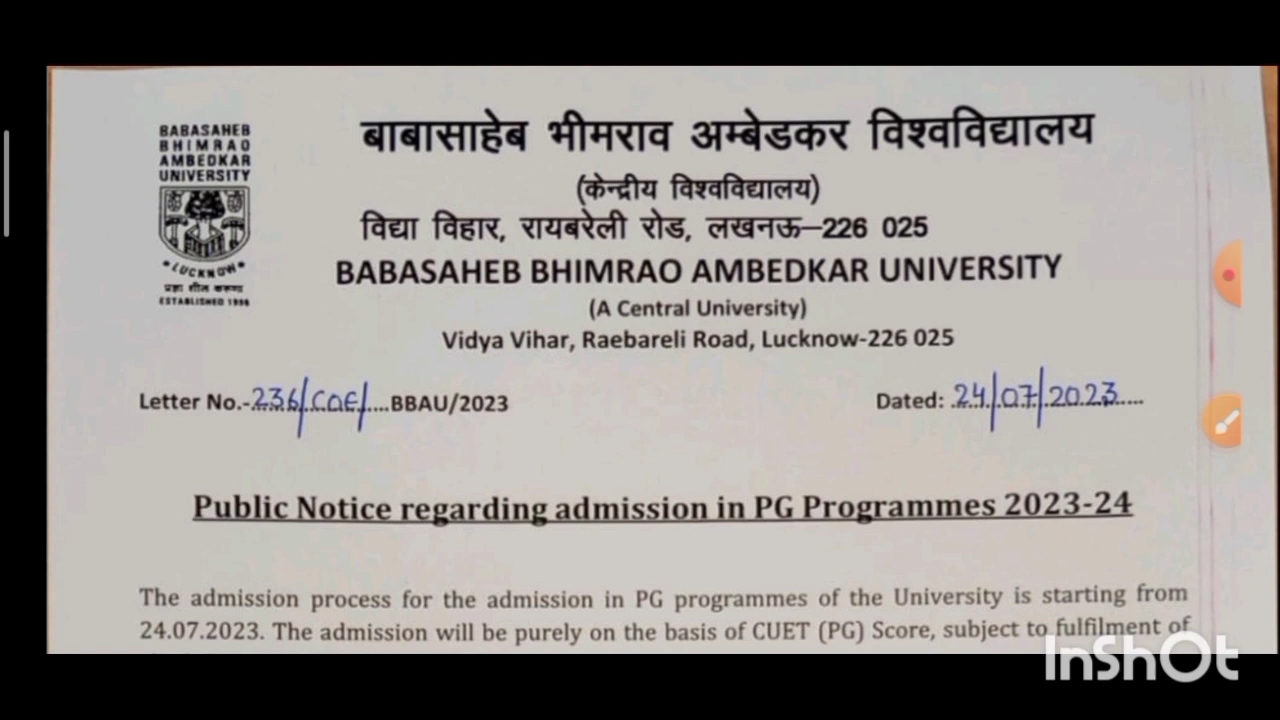 BABASAHEB
BHIMRAO
AMBEDKAR
UNIVERSITY
LUCKNOW
प्रज्ञा शील करुणा
ESTABLISHED 1996
बाबासाहेब भीमराव अम्बेडकर विश्वविद्यालय
(केन्द्रीय विश्वविद्यालय)
विद्या विहार, रायबरेली रोड, लखनऊ–226 025
BABASAHEB BHIMRAO AMBEDKAR UNIVERSITY
(A Central University)
Vidya Vihar, Raebareli Road, Lucknow-226 025
Letter No.-236/COE/....BBAU/2023 Dated: 24/07/2023
Public Notice regarding admission in PG Programmes 2023-24
The admission process for the admission in PG programmes of the University is starting from
24.07.2023. The admission will be purely on the basis of CUET (PG) Score, subject to fulfilment of
InShOt